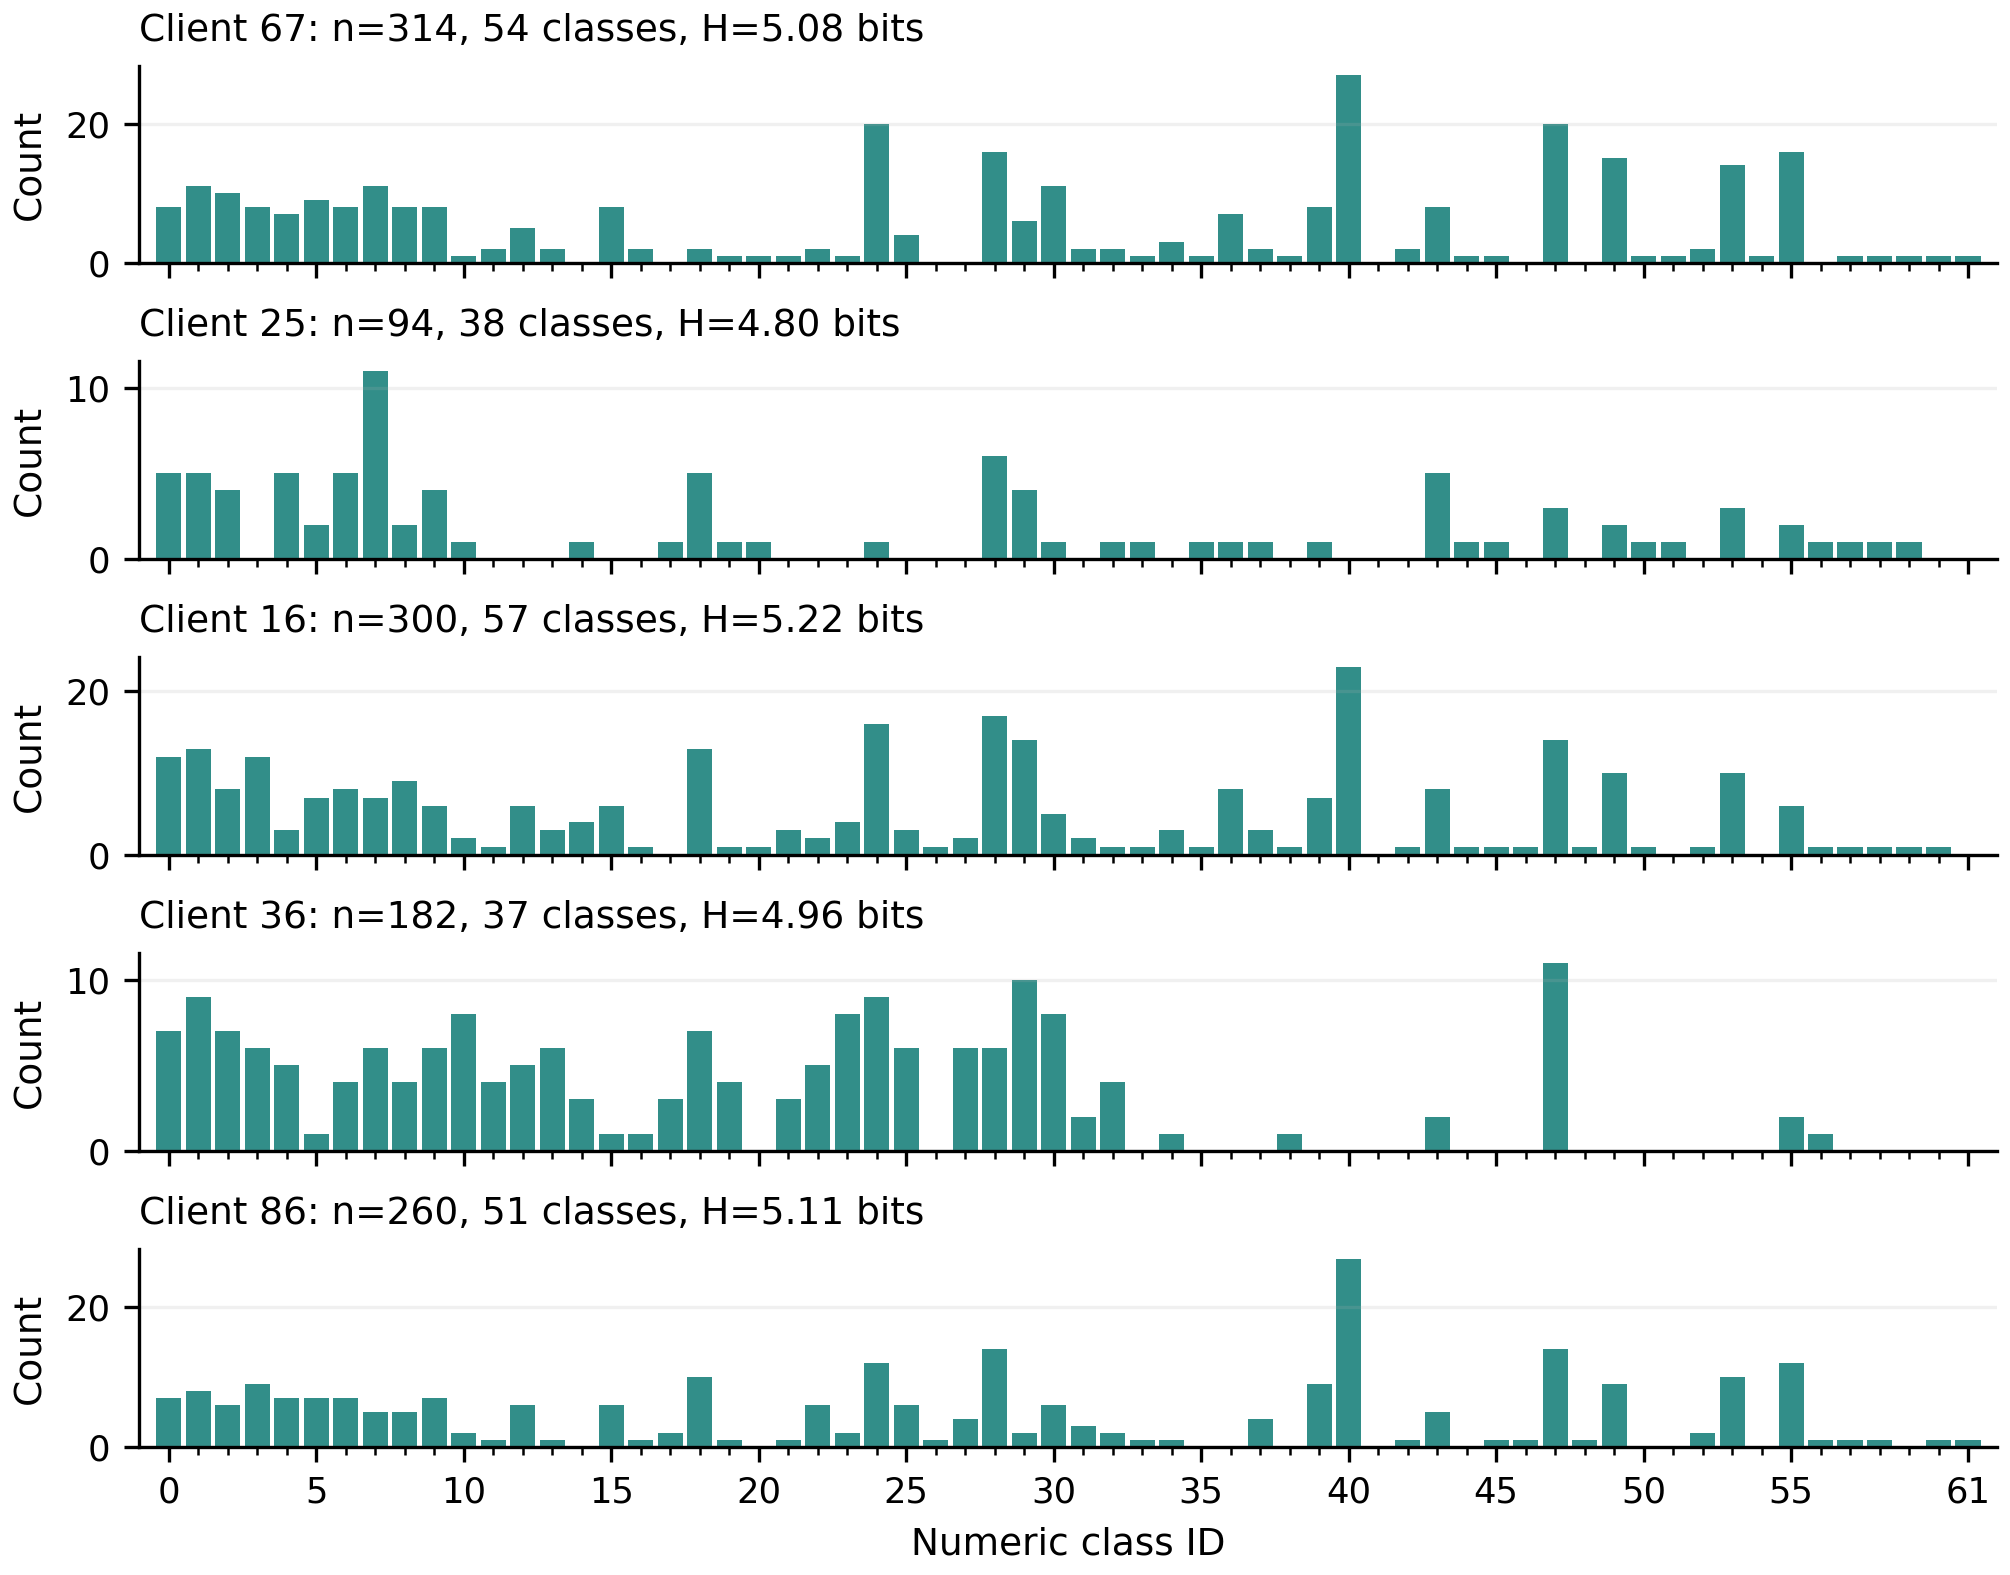 Client 67: n=314, 54 classes, H=5.08 bits
Count
20
0
Client 25: n=94, 38 classes, H=4.80 bits
Count
10
0
Client 16: n=300, 57 classes, H=5.22 bits
Count
20
0
Client 36: n=182, 37 classes, H=4.96 bits
Count
10
0
Client 86: n=260, 51 classes, H=5.11 bits
Count
20
0
0 5 10 15 20 25 30 35 40 45 50 55 61
Numeric class ID